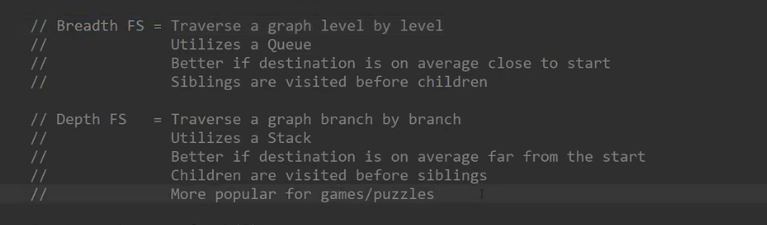 // Breadth FS = Traverse a graph level by level
//              Utilizes a Queue
//              Better if destination is on average close to start
//              Siblings are visited before children
// Depth FS   = Traverse a graph branch by branch
//              Utilizes a Stack
//              Better if destination is on average far from the start
//              Children are visited before siblings
//              More popular for games/puzzles